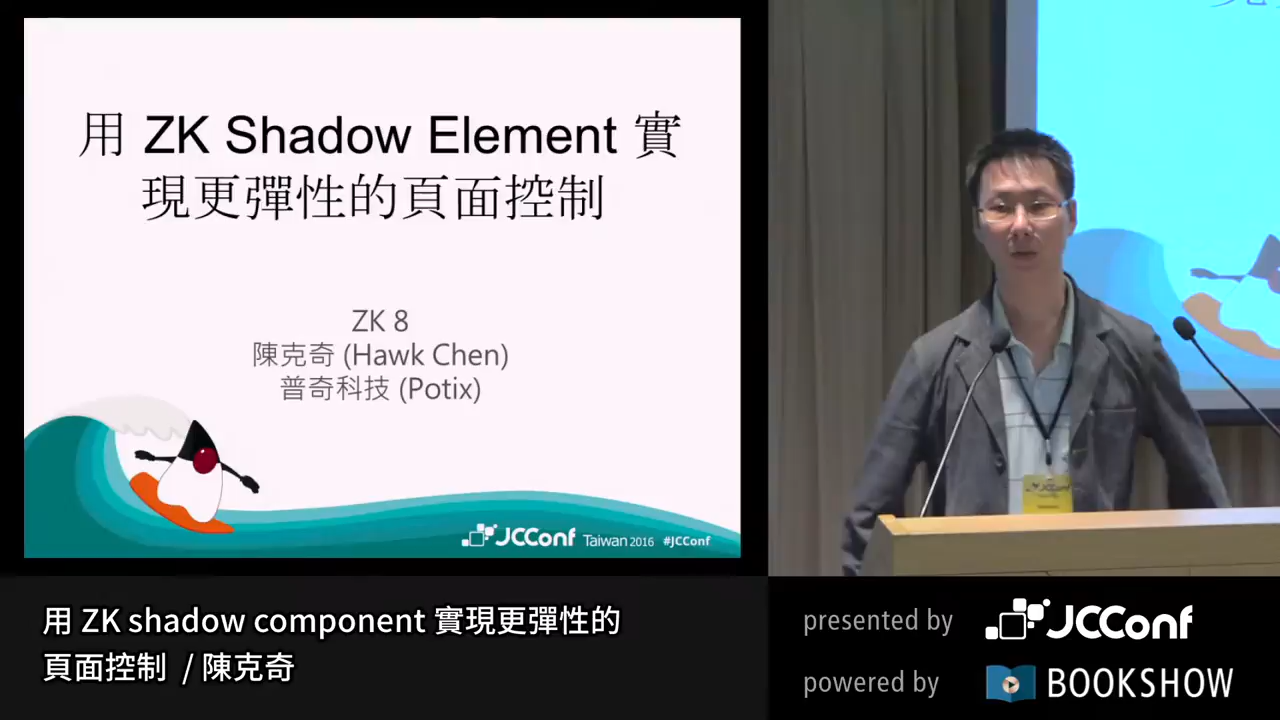 用 ZK Shadow Element 實
現更彈性的頁面控制
ZK 8
陳克奇 (Hawk Chen)
普奇科技 (Potix)
JCConf Taiwan 2016 #JCConf
JCConf
用 ZK shadow component 實現更彈性的
頁面控制 / 陳克奇
presented by JCConf
powered by BOOKSHOW